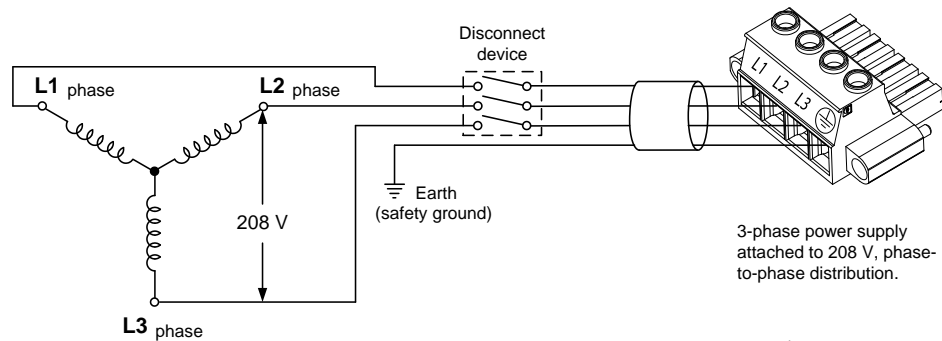 Disconnect
device
L1 phase
L2 phase
L1
L2
L3
208 V
Earth
(safety ground)
L3 phase
3-phase power supply
attached to 208 V, phase-
to-phase distribution.